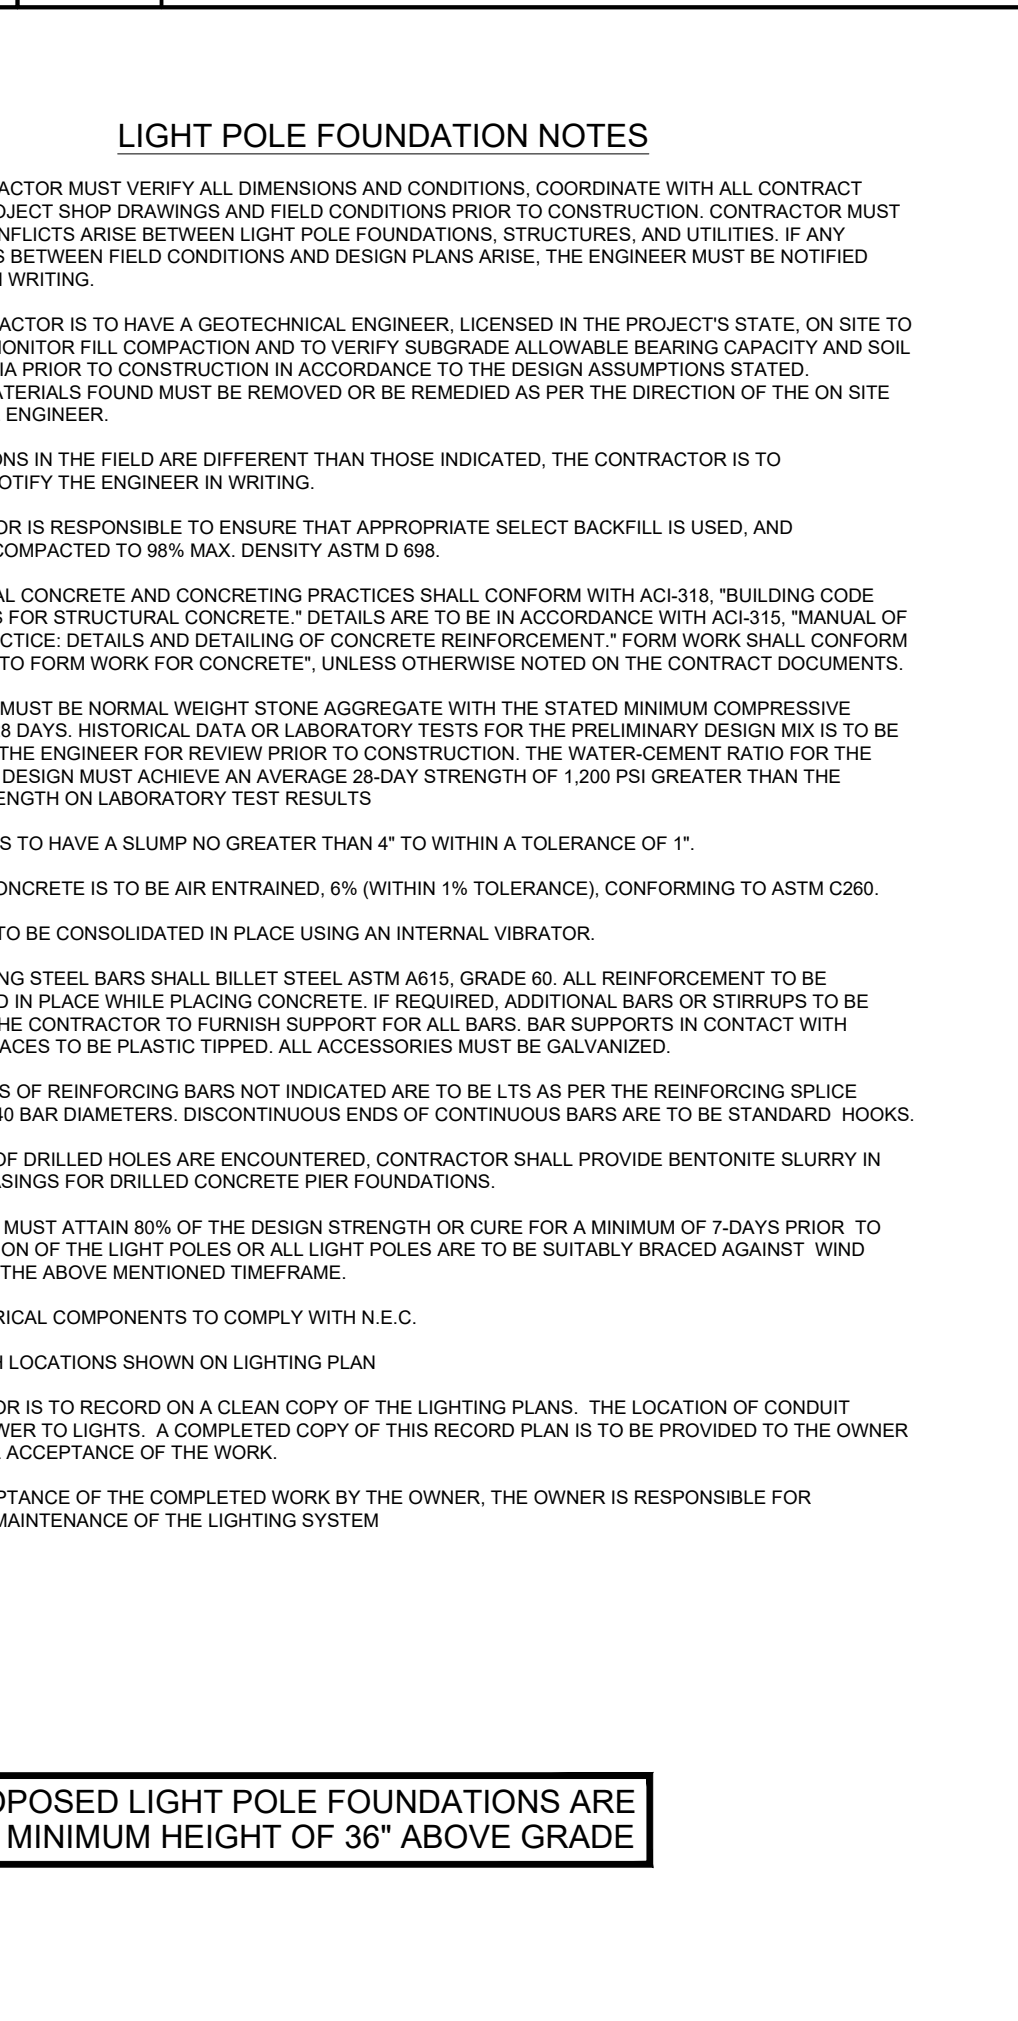 LIGHT POLE FOUNDATION NOTES
ACTOR MUST VERIFY ALL DIMENSIONS AND CONDITIONS, COORDINATE WITH ALL CONTRACT
OJECT SHOP DRAWINGS AND FIELD CONDITIONS PRIOR TO CONSTRUCTION. CONTRACTOR MUST
NFLICTS ARISE BETWEEN LIGHT POLE FOUNDATIONS, STRUCTURES, AND UTILITIES. IF ANY
S BETWEEN FIELD CONDITIONS AND DESIGN PLANS ARISE, THE ENGINEER MUST BE NOTIFIED
WRITING.
ACTOR IS TO HAVE A GEOTECHNICAL ENGINEER, LICENSED IN THE PROJECT'S STATE, ON SITE TO
MONITOR FILL COMPACTION AND TO VERIFY SUBGRADE ALLOWABLE BEARING CAPACITY AND SOIL
IA PRIOR TO CONSTRUCTION IN ACCORDANCE TO THE DESIGN ASSUMPTIONS STATED.
ATERIALS FOUND MUST BE REMOVED OR BE REMEDIED AS PER THE DIRECTION OF THE ON SITE
ENGINEER.
ONS IN THE FIELD ARE DIFFERENT THAN THOSE INDICATED, THE CONTRACTOR IS TO
OTIFY THE ENGINEER IN WRITING.
OR IS RESPONSIBLE TO ENSURE THAT APPROPRIATE SELECT BACKFILL IS USED, AND
COMPACTED TO 98% MAX. DENSITY ASTM D 698.
AL CONCRETE AND CONCRETING PRACTICES SHALL CONFORM WITH ACI-318, "BUILDING CODE
S FOR STRUCTURAL CONCRETE." DETAILS ARE TO BE IN ACCORDANCE WITH ACI-315, "MANUAL OF
CTICE: DETAILS AND DETAILING OF CONCRETE REINFORCEMENT." FORM WORK SHALL CONFORM
TO FORM WORK FOR CONCRETE", UNLESS OTHERWISE NOTED ON THE CONTRACT DOCUMENTS.
MUST BE NORMAL WEIGHT STONE AGGREGATE WITH THE STATED MINIMUM COMPRESSIVE
8 DAYS. HISTORICAL DATA OR LABORATORY TESTS FOR THE PRELIMINARY DESIGN MIX IS TO BE
THE ENGINEER FOR REVIEW PRIOR TO CONSTRUCTION. THE WATER-CEMENT RATIO FOR THE
DESIGN MUST ACHIEVE AN AVERAGE 28-DAY STRENGTH OF 1,200 PSI GREATER THAN THE
ENGTH ON LABORATORY TEST RESULTS
S TO HAVE A SLUMP NO GREATER THAN 4" TO WITHIN A TOLERANCE OF 1".
ONCRETE IS TO BE AIR ENTRAINED, 6% (WITHIN 1% TOLERANCE), CONFORMING TO ASTM C260.
TO BE CONSOLIDATED IN PLACE USING AN INTERNAL VIBRATOR.
NG STEEL BARS SHALL BILLET STEEL ASTM A615, GRADE 60. ALL REINFORCEMENT TO BE
D IN PLACE WHILE PLACING CONCRETE. IF REQUIRED, ADDITIONAL BARS OR STIRRUPS TO BE
HE CONTRACTOR TO FURNISH SUPPORT FOR ALL BARS. BAR SUPPORTS IN CONTACT WITH
ACES TO BE PLASTIC TIPPED. ALL ACCESSORIES MUST BE GALVANIZED.
S OF REINFORCING BARS NOT INDICATED ARE TO BE LTS AS PER THE REINFORCING SPLICE
40 BAR DIAMETERS. DISCONTINUOUS ENDS OF CONTINUOUS BARS ARE TO BE STANDARD HOOKS.
OF DRILLED HOLES ARE ENCOUNTERED, CONTRACTOR SHALL PROVIDE BENTONITE SLURRY IN
ASINGS FOR DRILLED CONCRETE PIER FOUNDATIONS.
MUST ATTAIN 80% OF THE DESIGN STRENGTH OR CURE FOR A MINIMUM OF 7-DAYS PRIOR TO
ION OF THE LIGHT POLES OR ALL LIGHT POLES ARE TO BE SUITABLY BRACED AGAINST WIND
THE ABOVE MENTIONED TIMEFRAME.
RICAL COMPONENTS TO COMPLY WITH N.E.C.
H LOCATIONS SHOWN ON LIGHTING PLAN
OR IS TO RECORD ON A CLEAN COPY OF THE LIGHTING PLANS. THE LOCATION OF CONDUIT
WER TO LIGHTS. A COMPLETED COPY OF THIS RECORD PLAN IS TO BE PROVIDED TO THE OWNER
ACCEPTANCE OF THE WORK.
PTANCE OF THE COMPLETED WORK BY THE OWNER, THE OWNER IS RESPONSIBLE FOR
MAINTENANCE OF THE LIGHTING SYSTEM
OPOSED LIGHT POLE FOUNDATIONS ARE
MINIMUM HEIGHT OF 36" ABOVE GRADE